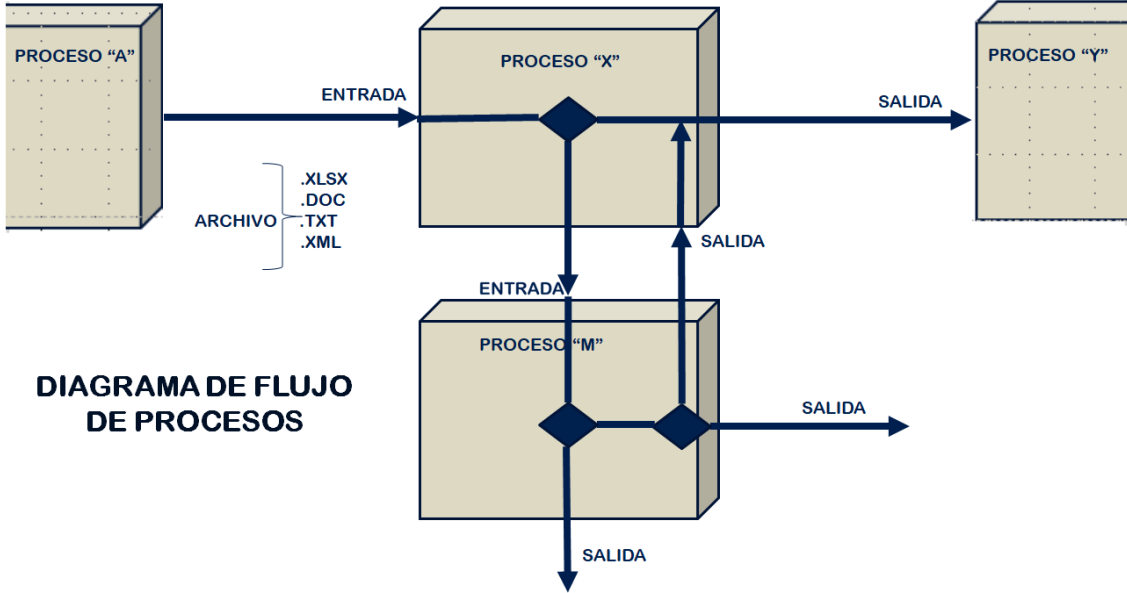 PROCESO “A”
PROCESO “X”
PROCESO “Y”
ENTRADA
SALIDA
ARCHIVO
.XLSX
.DOC
.TXT
.XML
SALIDA
ENTRADA
PROCESO “M”
DIAGRAMA DE FLUJO
DE PROCESOS
SALIDA
SALIDA